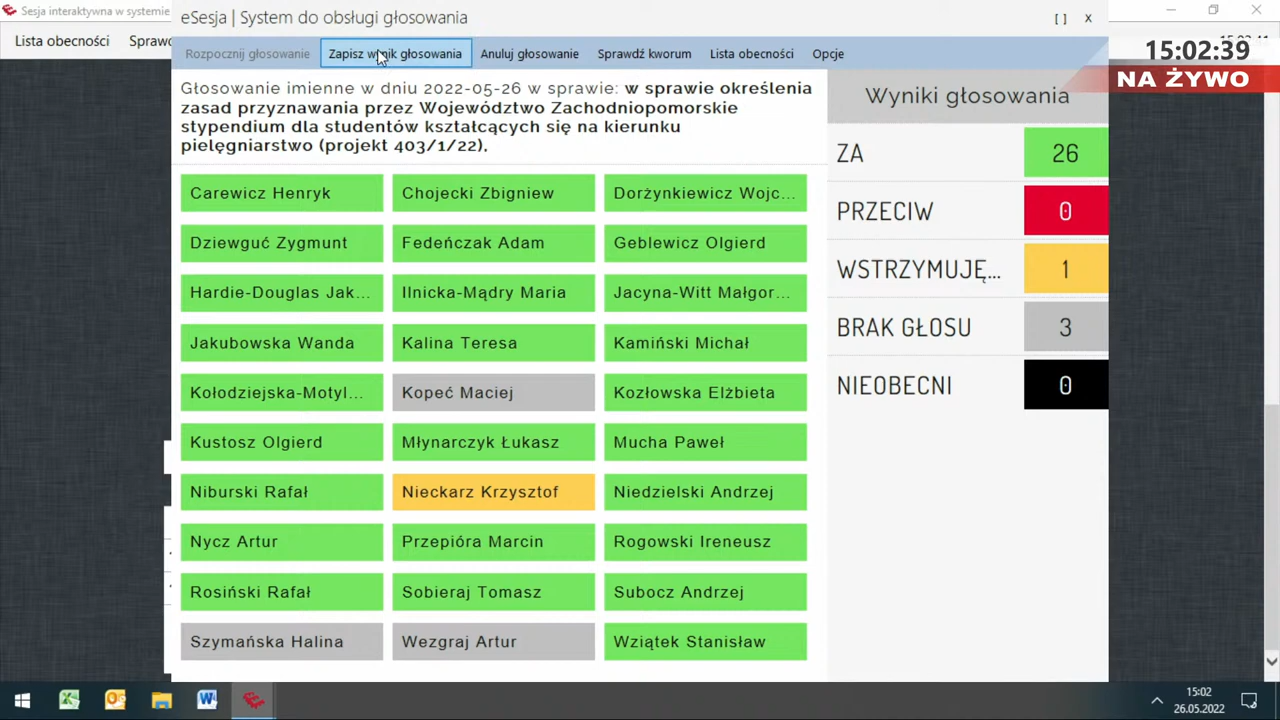 Sesja interaktywna w systemie
eSesja | System do obsługi głosowania
[ ] X
Lista obecności
Rozpocznij głosowanie Zapisz wynik głosowania Anuluj głosowanie Sprawdź kworum Lista obecności Opcje
15:02:39
NA ŻYWO
Głosowanie imienne w dniu 2022-05-26 w sprawie: w sprawie określenia
zasad przyznawania przez Województwo Zachodniopomorskie
stypendium dla studentów kształcących się na kierunku
pielęgniarstwo (projekt 403/1/22),
Carewicz Henryk Chojecki Zbigniew Dorżynkiewicz Wojc...
Dziewguć Zygmunt Fedeńczak Adam Geblewicz Olgierd
Hardie-Douglas Jak... Ilnicka-Mądry Maria Jacyna-Witt Małgor...
Jakubowska Wanda Kalina Teresa Kamiński Michał
Kołodziejska-Motyl... Kopeć Maciej Kozłowska Elżbieta
Kustosz Olgierd Młynarczyk Łukasz Mucha Paweł
Niburski Rafał Nieckarz Krzysztof Niedzielski Andrzej
Nycz Artur Przepióra Marcin Rogowski Ireneusz
Rosiński Rafał Sobieraj Tomasz Subocz Andrzej
Szymańska Halina Wezgraj Artur Wziątek Stanisław
Wyniki głosowania
ZA 26
PRZECIW 0
WSTRZYMUJĘ... 1
BRAK GŁOSU 3
NIEOBECNI 0
15:02
26.05.2022